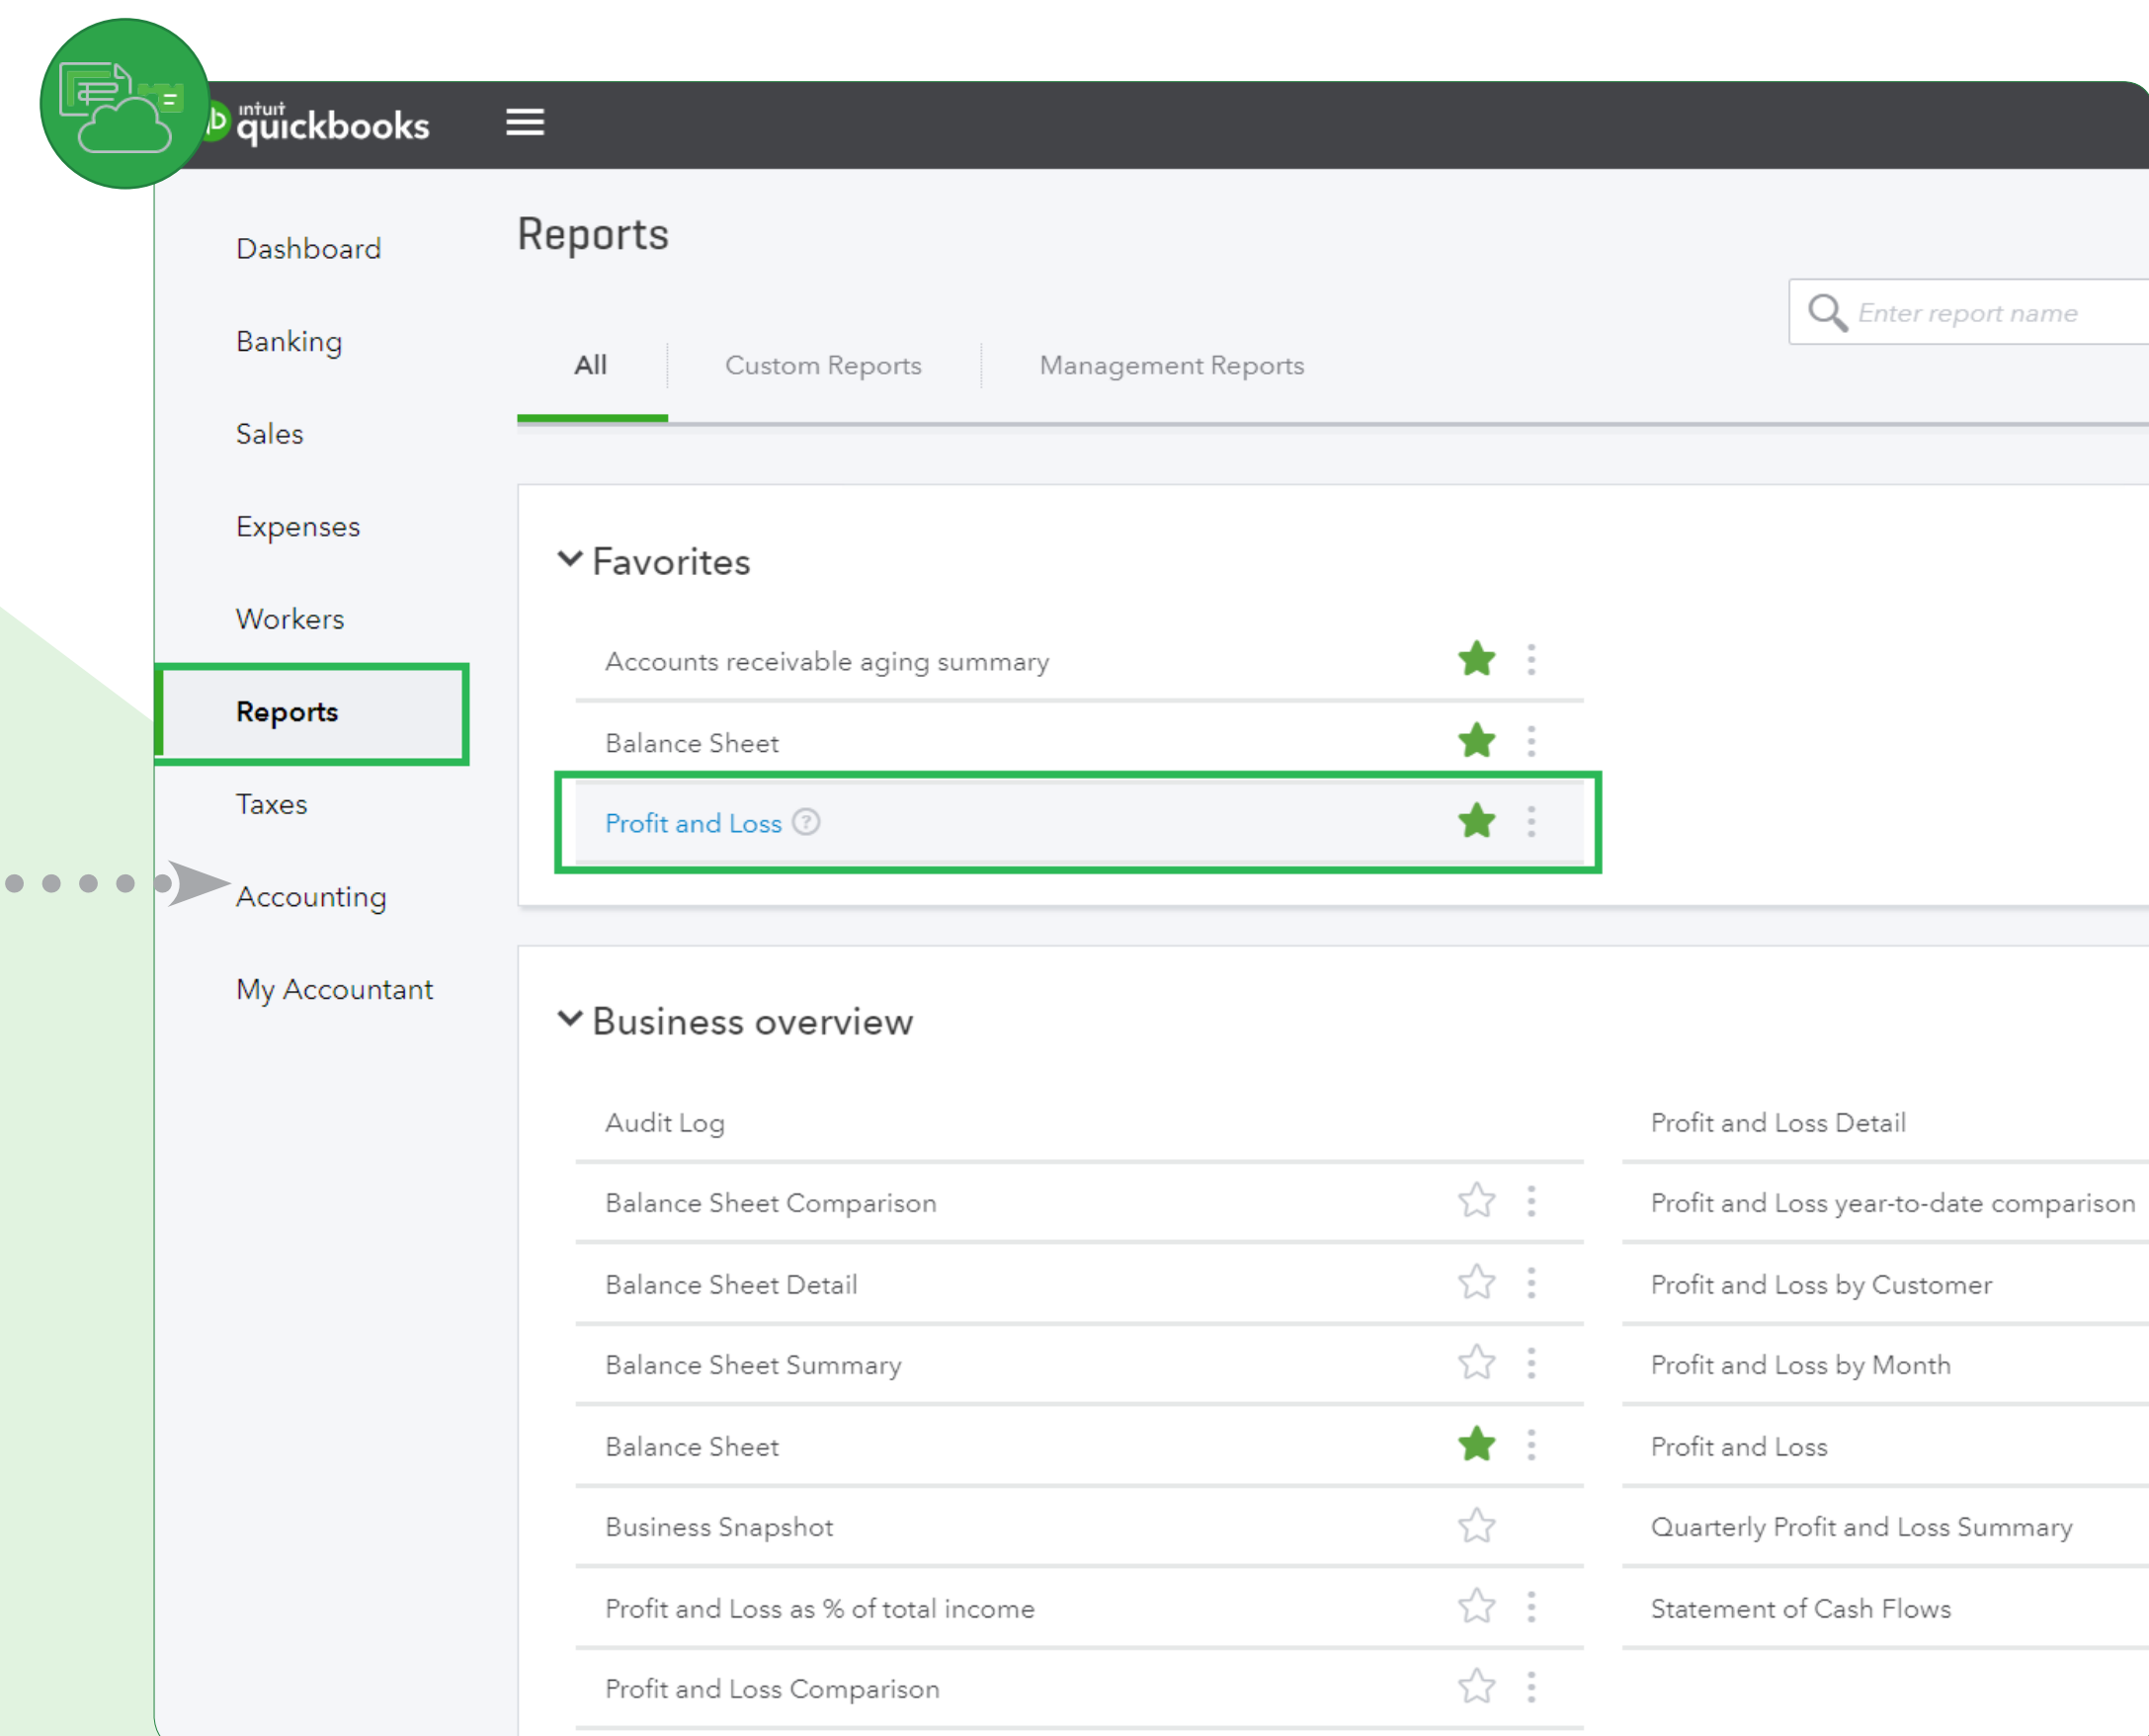 intuit
quickbooks
Dashboard
Banking
Sales
Expenses
Workers
Reports
Taxes
Accounting
My Accountant
Reports
Enter report name
All
Custom Reports
Management Reports
Favorites
Accounts receivable aging summary
Balance Sheet
Profit and Loss ?
Business overview
Audit Log
Balance Sheet Comparison
Balance Sheet Detail
Balance Sheet Summary
Balance Sheet
Business Snapshot
Profit and Loss as % of total income
Profit and Loss Comparison
Profit and Loss Detail
Profit and Loss year-to-date comparison
Profit and Loss by Customer
Profit and Loss by Month
Profit and Loss
Quarterly Profit and Loss Summary
Statement of Cash Flows